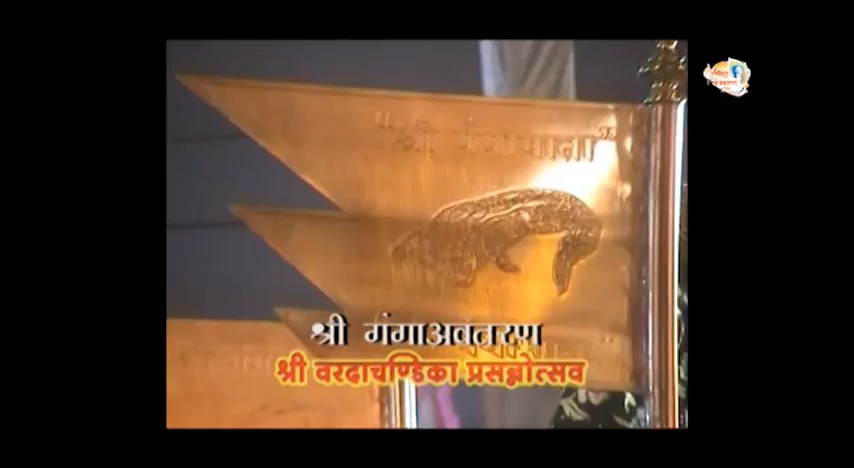 "श्री गंगामाता"
श्री गंगाअवतरण
श्री वरदाचण्डिका प्रसन्नोत्सव